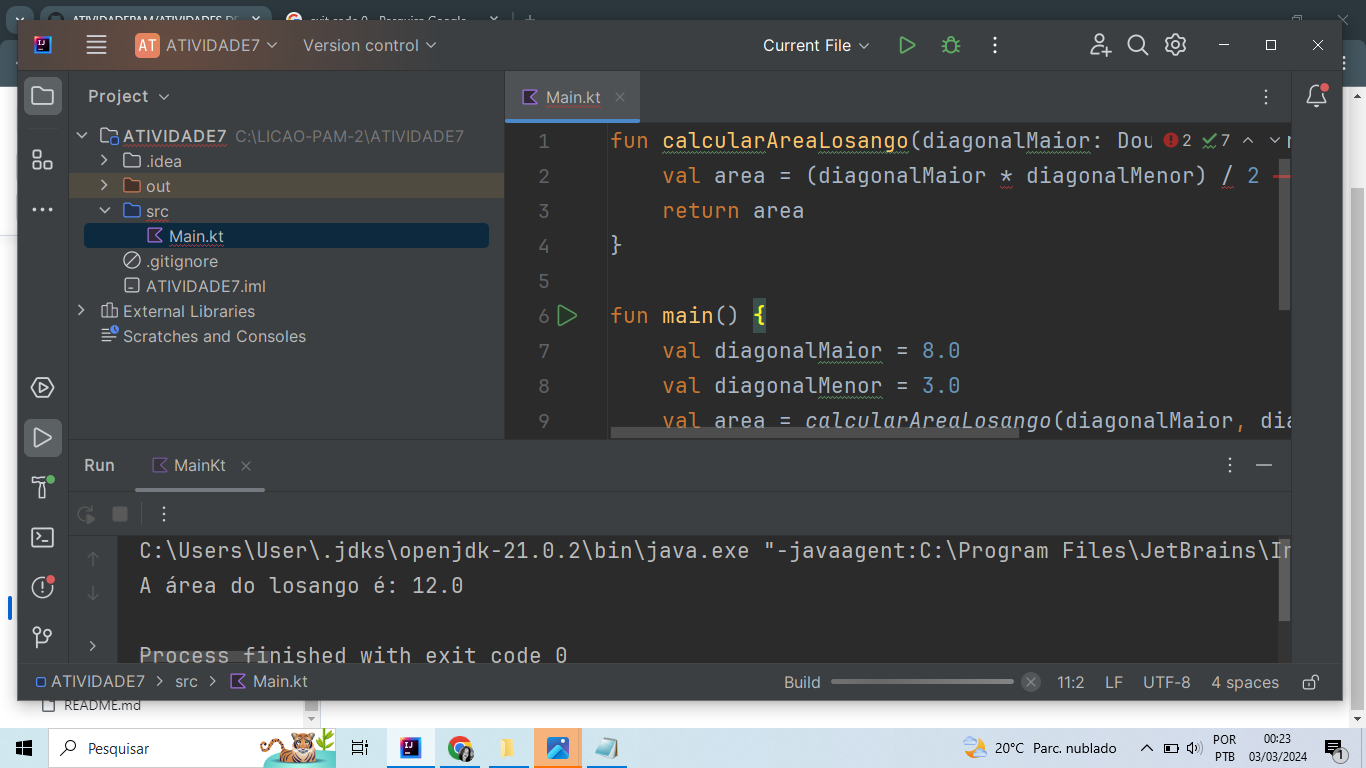 ATIVIDADEPAM/ATIVIDADES DE
exit code 0 - Pesquisa Google
AT ATIVIDADE7
Version control
Current File
Project
Main.kt
ATIVIDADE7 C:\LICAO-PAM-2\ATIVIDADE7
.idea
out
src
Main.kt
.gitignore
ATIVIDADE7.iml
External Libraries
Scratches and Consoles
1 fun calcularAreaLosango(diagonalMaior: Dou
2 7
2 val area = (diagonalMaior * diagonalMenor) / 2
3 return area
4 }
5
6 fun main() {
7 val diagonalMaior = 8.0
8 val diagonalMenor = 3.0
9 val area = calcularAreaLosango(diagonalMaior, dia
Run MainKt
C:\Users\User\.jdks\openjdk-21.0.2\bin\java.exe "-javaagent:C:\Program Files\JetBrains\In
A área do losango é: 12.0
Process finished with exit code 0
ATIVIDADE7 > src > Main.kt
Build 11:2 LF UTF-8 4 spaces
README.md
Pesquisar
20°C Parc. nublado
POR
PTB
00:23
03/03/2024
1